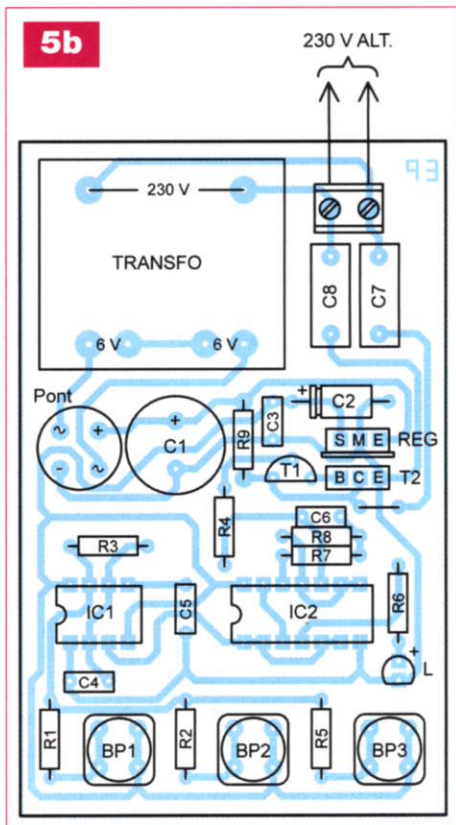 5b
230 V ALT.
93
230 V
TRANSFO
C8
C7
6 V
6 V
Pont
~
+
-
~
+
C1
R9
C3
+
C2
S M E
REG
T1
B C E
T2
R4
C6
R8
R7
R3
IC1
C5
IC2
R6
+
L
C4
R1
BP1
R2
BP2
R5
BP3